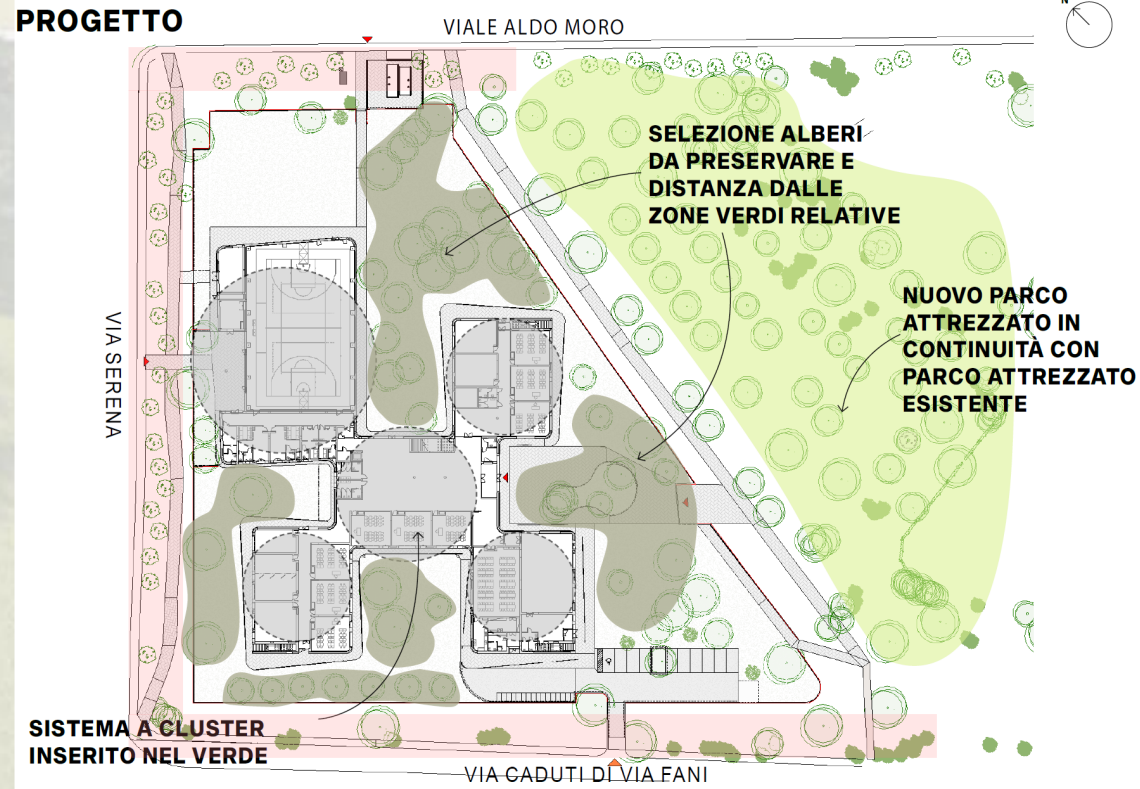 PROGETTO
VIALE ALDO MORO
N
SELEZIONE ALBERI
DA PRESERVARE E
DISTANZA DALLE
ZONE VERDI RELATIVE
NUOVO PARCO
ATTREZZATO IN
CONTINUITÀ CON
PARCO ATTREZZATO
ESISTENTE
VIA SERENA
SISTEMA A CLUSTER
INSERITO NEL VERDE
VIA CADUTI DI VIA FANI